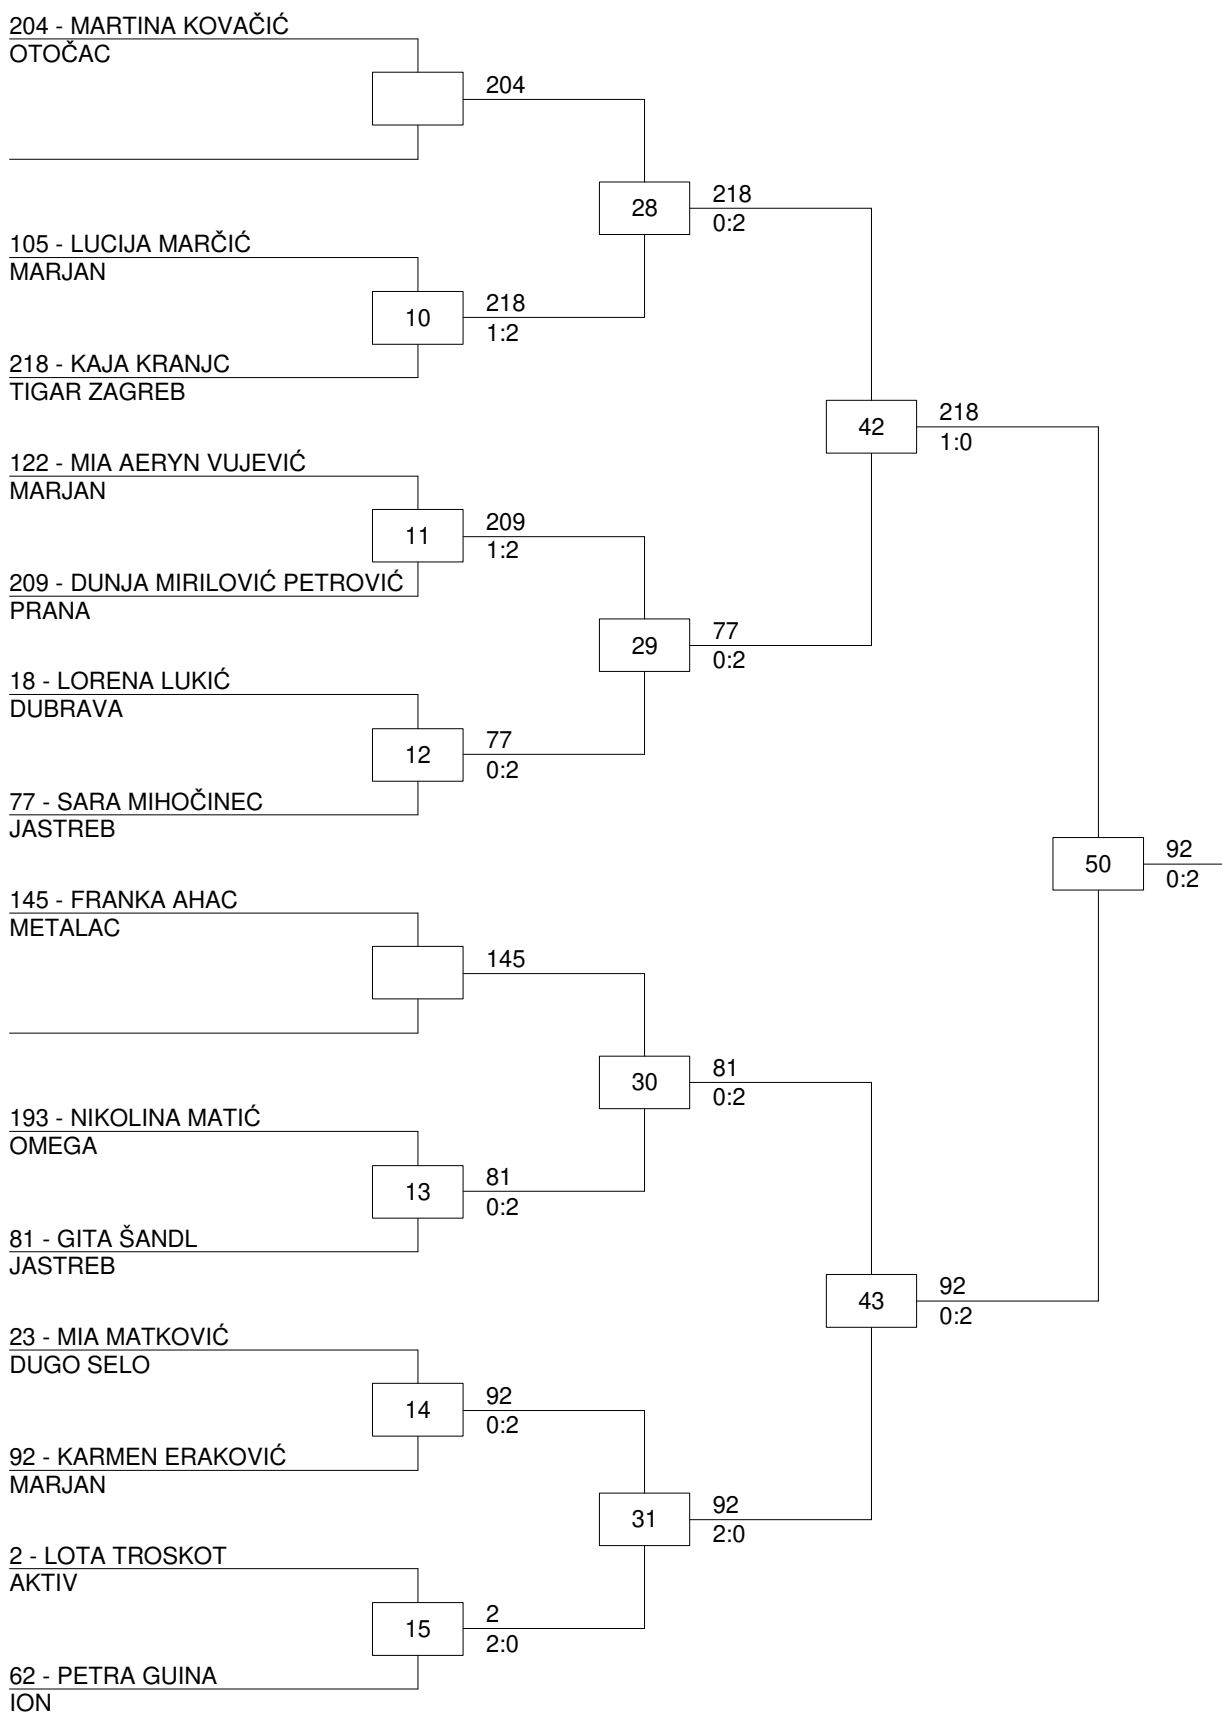 204 - MARTINA KOVAČIĆ
OTOČAC
204
28
218
0:2
105 - LUCIJA MARČIĆ
MARJAN
10
218
1:2
218 - KAJA KRANJC
TIGAR ZAGREB
42
218
1:0
122 - MIA AERYN VUJEVIĆ
MARJAN
11
209
1:2
209 - DUNJA MIRILOVIĆ PETROVIĆ
PRANA
29
77
0:2
18 - LORENA LUKIĆ
DUBRAVA
12
77
0:2
77 - SARA MIHOČINEC
JASTREB
50
92
0:2
145 - FRANKA AHAC
METALAC
145
30
81
0:2
193 - NIKOLINA MATIĆ
OMEGA
13
81
0:2
81 - GITA ŠANDL
JASTREB
43
92
0:2
23 - MIA MATKOVIĆ
DUGO SELO
14
92
0:2
92 - KARMEN ERAKOVIĆ
MARJAN
31
92
2:0
2 - LOTA TROSKOT
AKTIV
15
2
2:0
62 - PETRA GUINA
ION